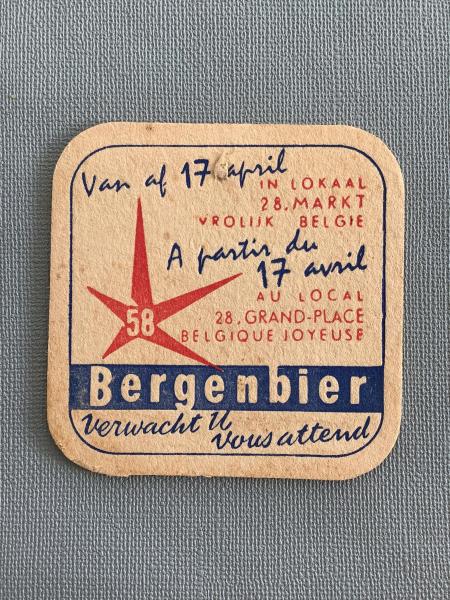 Van af 17 april
IN LOKAAL
28. MARKT
VROLIJK BELGIE
A partir du
17 avril
AU LOCAL
28. GRAND-PLACE
BELGIQUE JOYEUSE
58
Bergenbier
verwacht U
vous attend